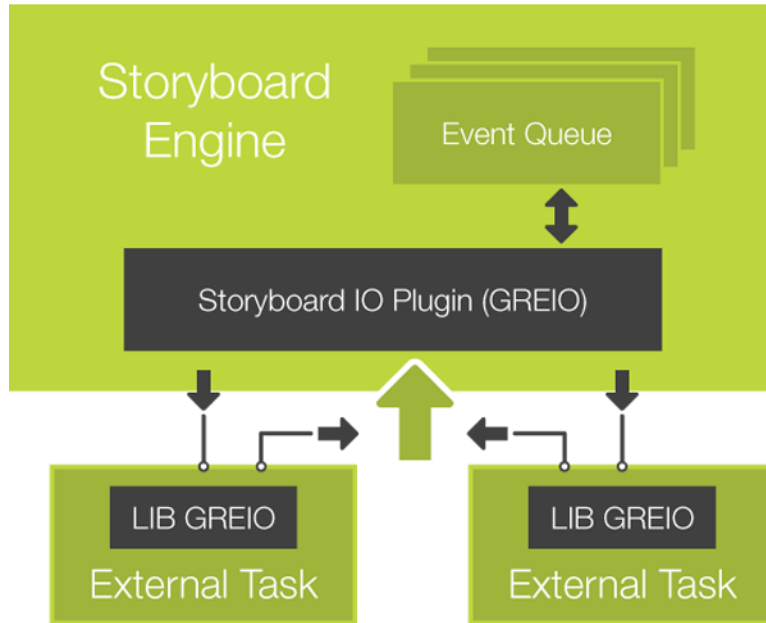 Storyboard
Engine
Event Queue
Storyboard IO Plugin (GREIO)
LIB GREIO
External Task
LIB GREIO
External Task